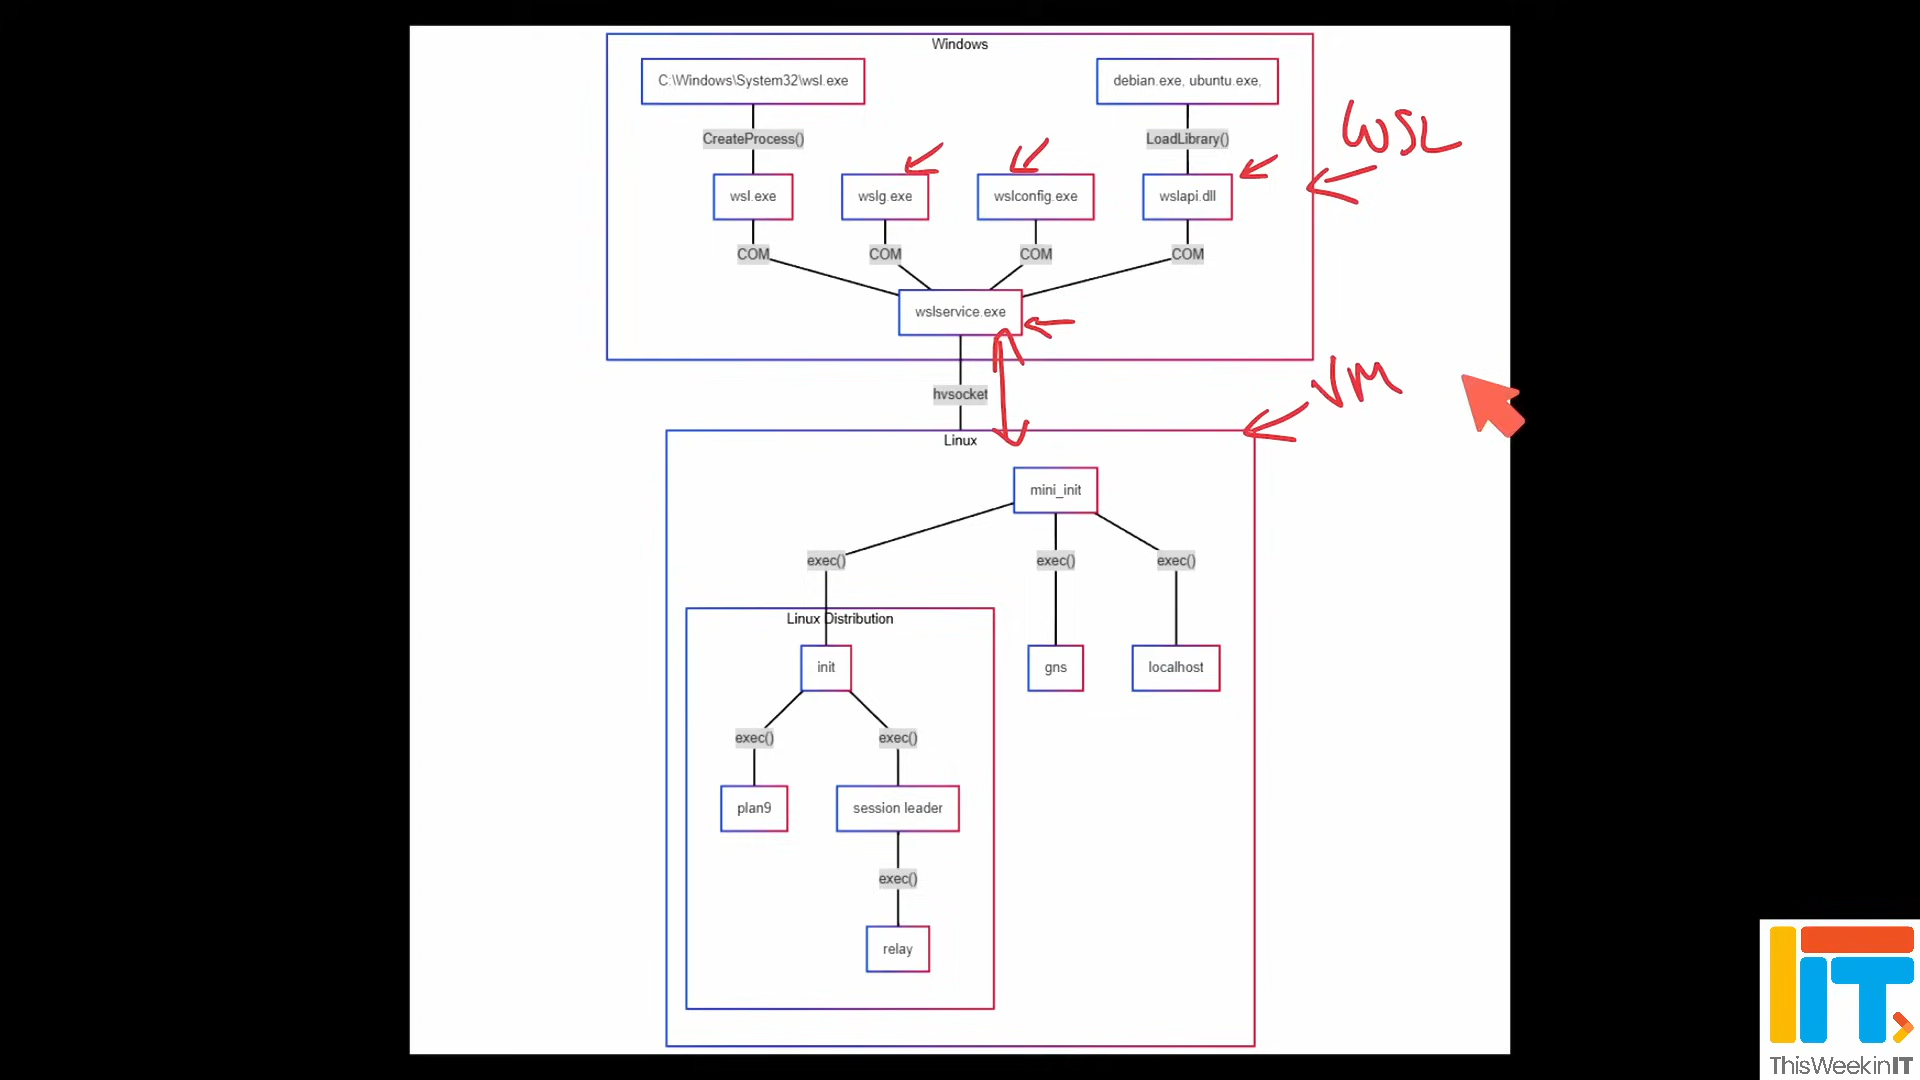 Windows
C:\Windows\System32\wsl.exe
debian.exe, ubuntu.exe,
CreateProcess()
LoadLibrary()
WSL
wsl.exe
wslg.exe
wslconfig.exe
wslapi.dll
COM
COM
COM
COM
wslservice.exe
hvsocket
VM
Linux
mini_init
exec()
exec()
exec()
Linux Distribution
init
gns
localhost
exec()
exec()
plan9
session leader
exec()
relay
IT
ThisWeekinIT